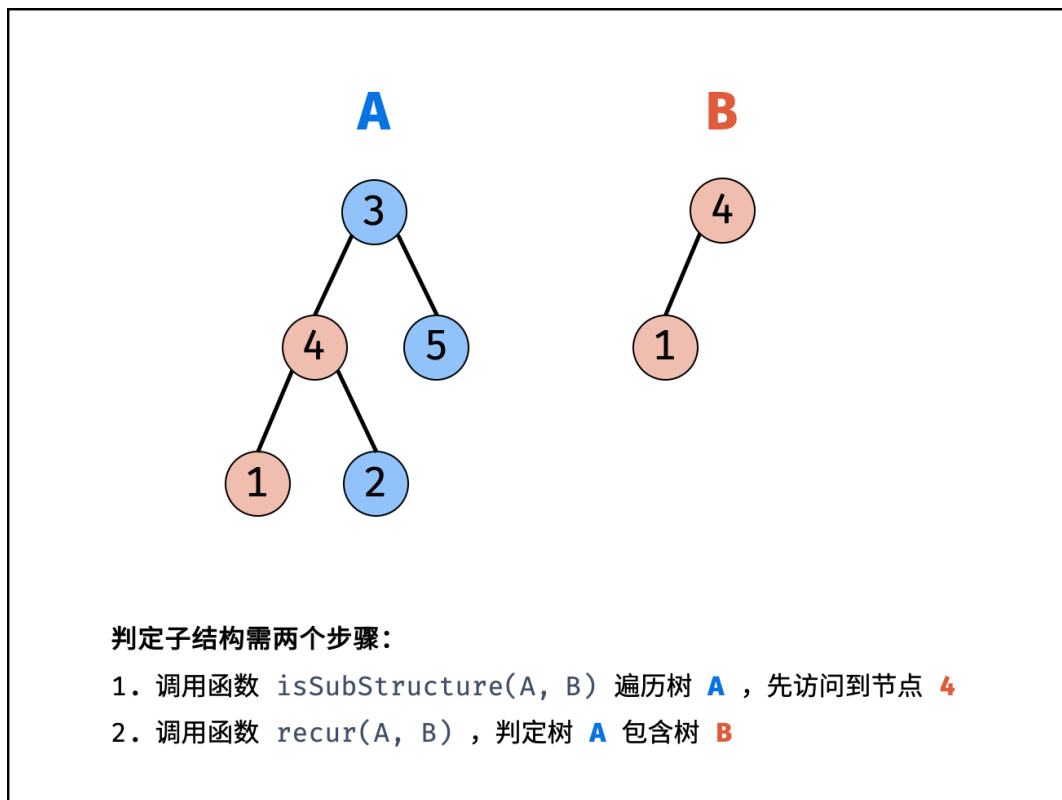 A B
3 4
4 5 1
1 2
判定子结构需两个步骤：
1. 调用函数 isSubStructure(A, B) 遍历树 A ，先访问到节点 4
2. 调用函数 recur(A, B) ，判定树 A 包含树 B